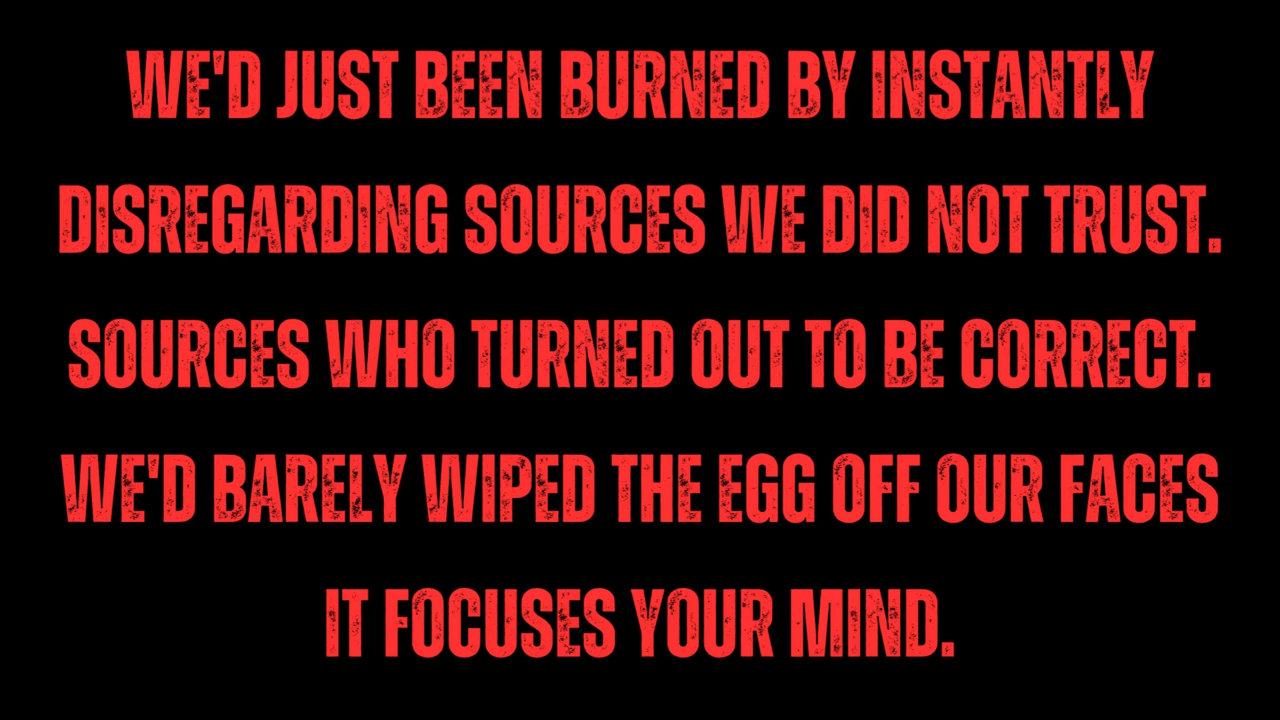 WE'D JUST BEEN BURNED BY INSTANTLY
DISREGARDING SOURCES WE DID NOT TRUST.
SOURCES WHO TURNED OUT TO BE CORRECT.
WE'D BARELY WIPED THE EGG OFF OUR FACES
IT FOCUSES YOUR MIND.